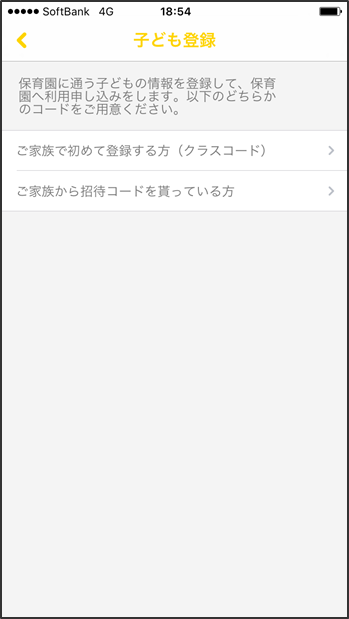 SoftBank 4G 18:54
子ども登録
保育園に通う子どもの情報を登録して、保育
園へ利用申し込みをします。以下のどちらか
のコードをご用意ください。
ご家族で初めて登録する方（クラスコード）
ご家族から招待コードを貰っている方